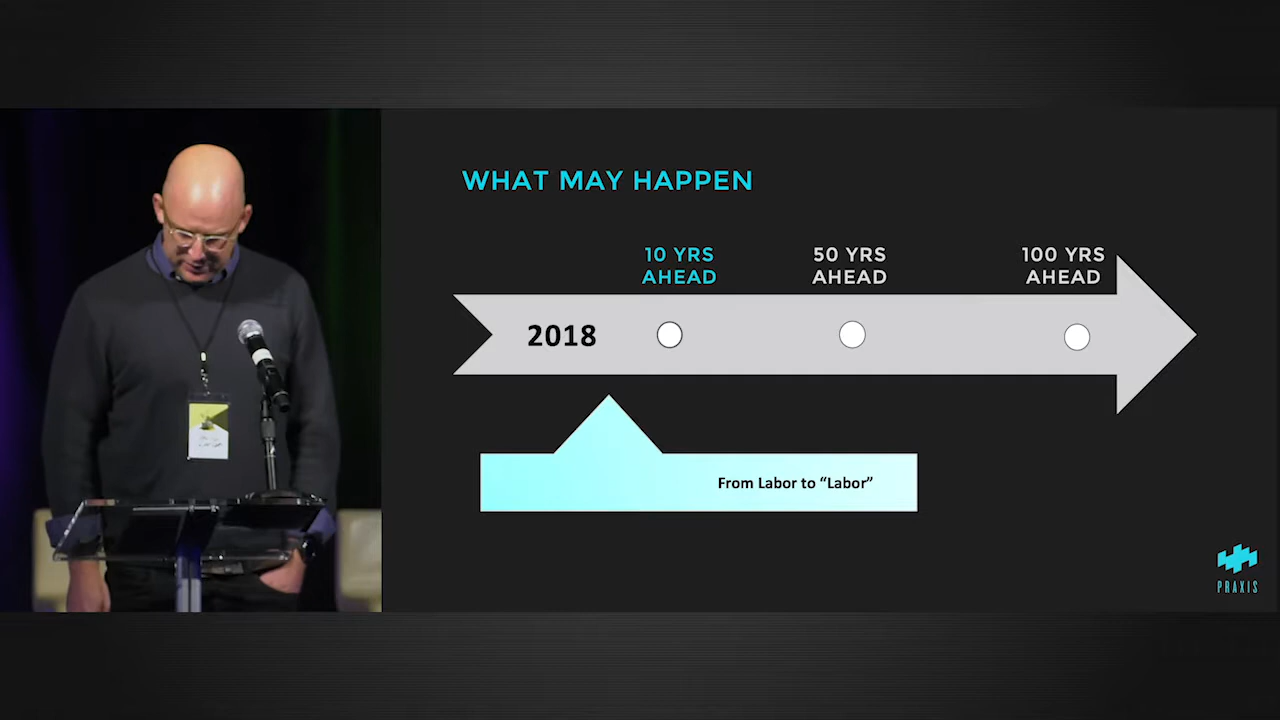 WHAT MAY HAPPEN
10 YRS
AHEAD
50 YRS
AHEAD
100 YRS
AHEAD
2018
From Labor to “Labor”
PRAXIS